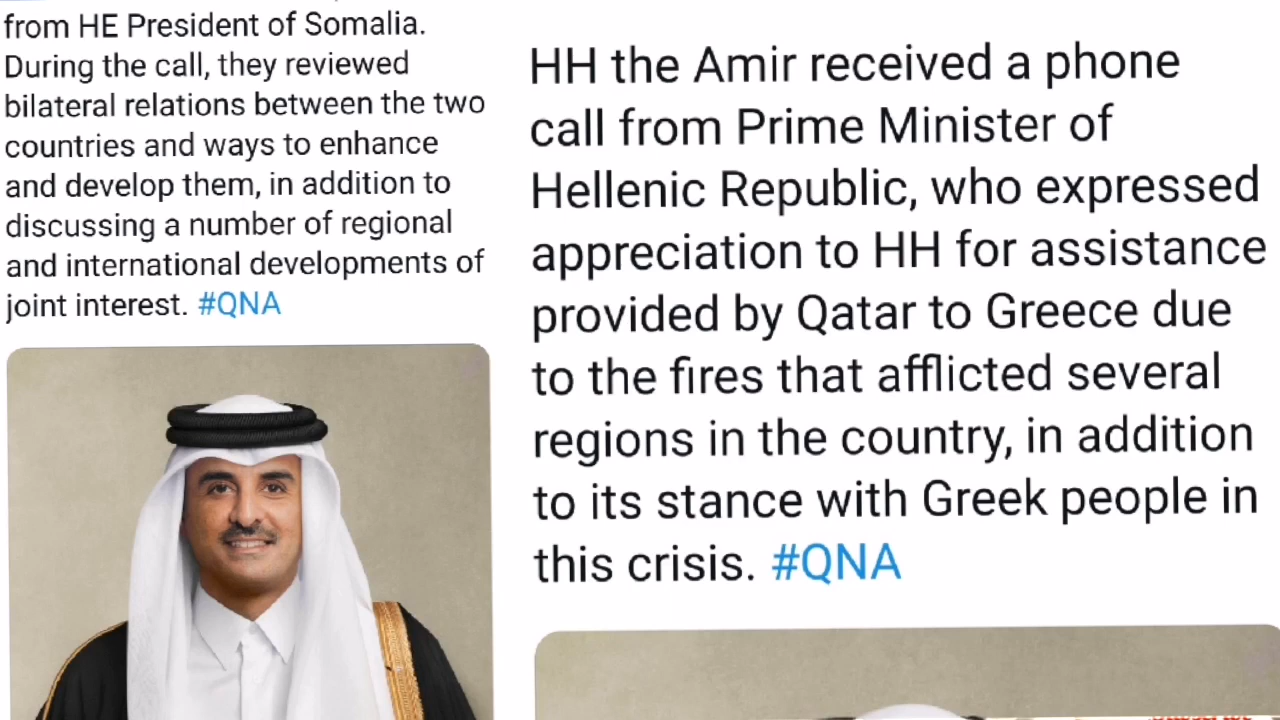 from HE President of Somalia.
During the call, they reviewed
bilateral relations between the two
countries and ways to enhance
and develop them, in addition to
discussing a number of regional
and international developments of
joint interest. #QNA
HH the Amir received a phone
call from Prime Minister of
Hellenic Republic, who expressed
appreciation to HH for assistance
provided by Qatar to Greece due
to the fires that afflicted several
regions in the country, in addition
to its stance with Greek people in
this crisis. #QNA